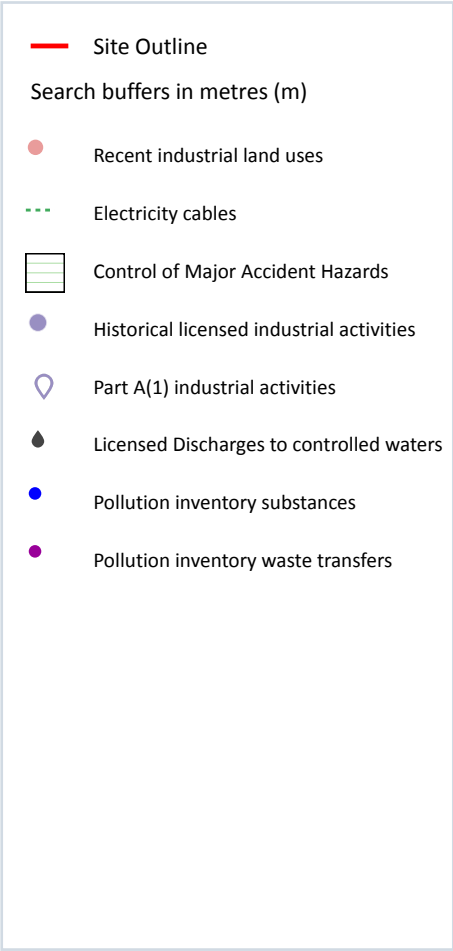 Site Outline
Search buffers in metres (m)
Recent industrial land uses
Electricity cables
Control of Major Accident Hazards
Historical licensed industrial activities
Part A(1) industrial activities
Licensed Discharges to controlled waters
Pollution inventory substances
Pollution inventory waste transfers